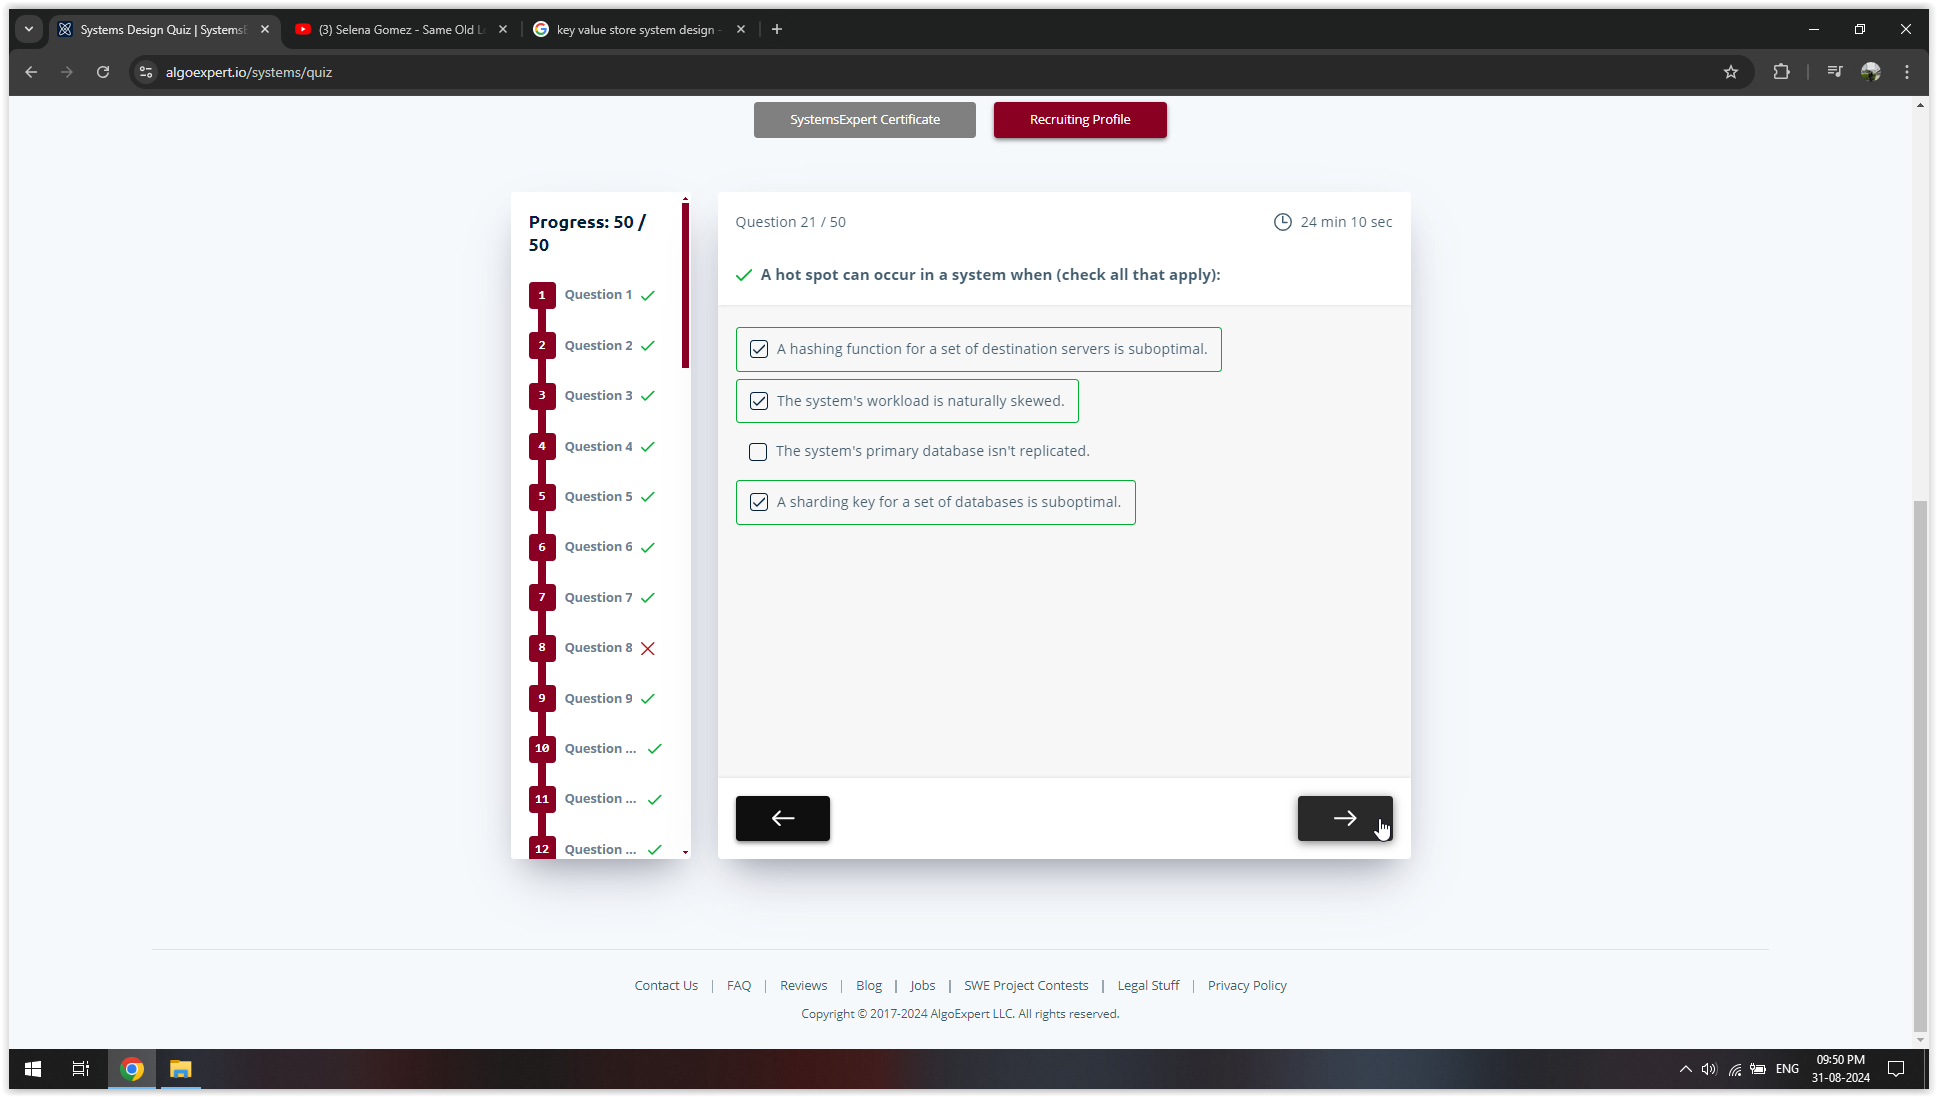 Systems Design Quiz | Systems
(3) Selena Gomez - Same Old L
key value store system design -
algoexpert.io/systems/quiz
SystemsExpert Certificate
Recruiting Profile
Progress: 50 /
50
1 Question 1
2 Question 2
3 Question 3
4 Question 4
5 Question 5
6 Question 6
7 Question 7
8 Question 8
9 Question 9
10 Question ...
11 Question ...
12 Question ...
Question 21 / 50
24 min 10 sec
A hot spot can occur in a system when (check all that apply):
A hashing function for a set of destination servers is suboptimal.
The system's workload is naturally skewed.
The system's primary database isn't replicated.
A sharding key for a set of databases is suboptimal.
Contact Us | FAQ | Reviews | Blog | Jobs | SWE Project Contests | Legal Stuff | Privacy Policy
Copyright © 2017-2024 AlgoExpert LLC. All rights reserved.
ENG
09:50 PM
31-08-2024